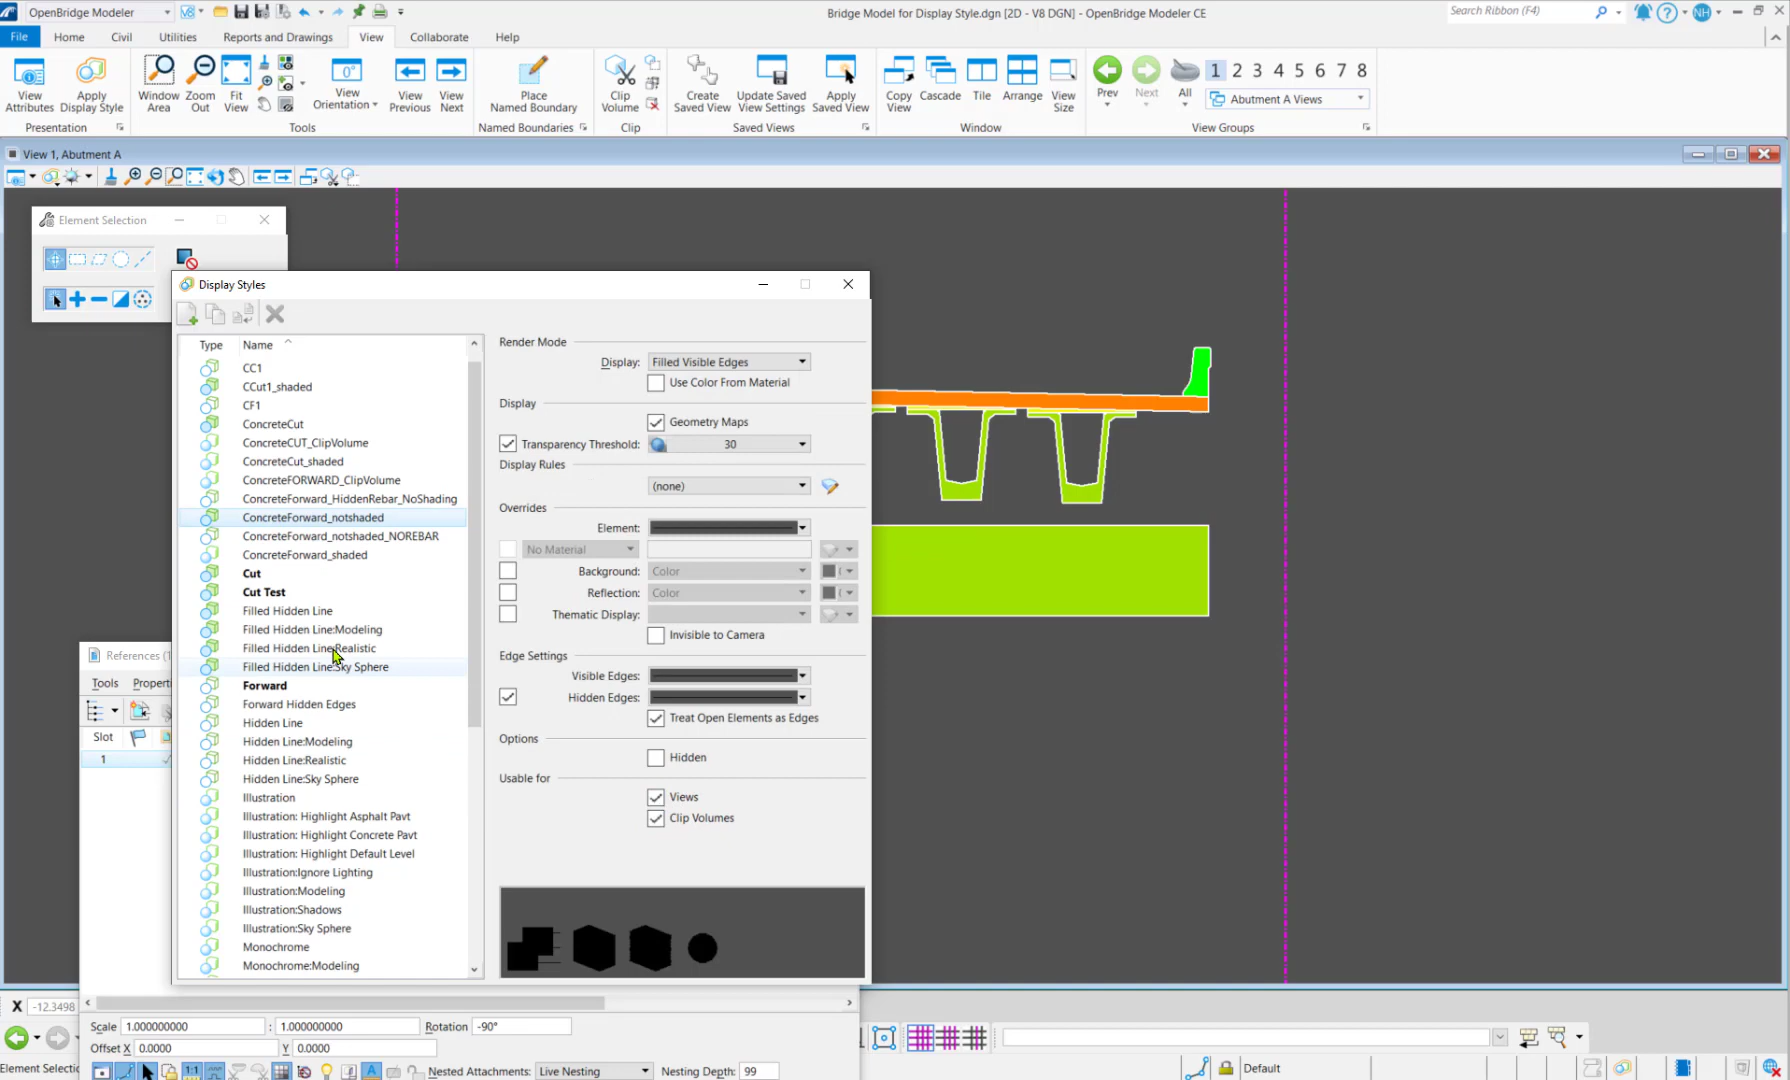 OpenBridge Modeler
Bridge Model for Display Style.dgn [2D - V8 DGN] - OpenBridge Modeler CE
Search Ribbon (F4)
NH
File
Home
Civil
Utilities
Reports and Drawings
View
Collaborate
Help
View Attributes
Apply Display Style
Window Area
Zoom Out
Fit View
View Orientation
View Previous
View Next
Place Named Boundary
Clip Volume
Create Saved View
Update Saved View Settings
Apply Saved View
Copy View
Cascade
Tile
Arrange
View Size
Prev
Next
All
1 2 3 4 5 6 7 8
Abutment A Views
Presentation
Tools
Named Boundaries
Clip
Saved Views
Window
View Groups
View 1, Abutment A
Element Selection
Display Styles
Type Name
CC1
CCut1_shaded
CF1
ConcreteCut
ConcreteCUT_ClipVolume
ConcreteCut_shaded
ConcreteFORWARD_ClipVolume
ConcreteForward_HiddenRebar_NoShading
ConcreteForward_notshaded
ConcreteForward_notshaded_NOREBAR
ConcreteForward_shaded
Cut
Cut Test
Filled Hidden Line
Filled Hidden Line:Modeling
Filled Hidden Line:Realistic
Filled Hidden Line:Sky Sphere
Forward
Forward Hidden Edges
Hidden Line
Hidden Line:Modeling
Hidden Line:Realistic
Hidden Line:Sky Sphere
Illustration
Illustration: Highlight Asphalt Pavt
Illustration: Highlight Concrete Pavt
Illustration: Highlight Default Level
Illustration:Ignore Lighting
Illustration:Modeling
Illustration:Shadows
Illustration:Sky Sphere
Monochrome
Monochrome:Modeling
Render Mode
Display: Filled Visible Edges
Use Color From Material
Display
Geometry Maps
Transparency Threshold: 30
Display Rules
(none)
Overrides
Element:
No Material
Background: Color
Reflection: Color
Thematic Display:
Invisible to Camera
Edge Settings
Visible Edges:
Hidden Edges:
Treat Open Elements as Edges
Options
Hidden
Usable for
Views
Clip Volumes
References (1
Tools Properti
Slot
1
X -12.3498
Scale 1.000000000 : 1.000000000 Rotation -90°
Offset X 0.0000 Y 0.0000
Nested Attachments: Live Nesting Nesting Depth: 99
Element Selectio
Default